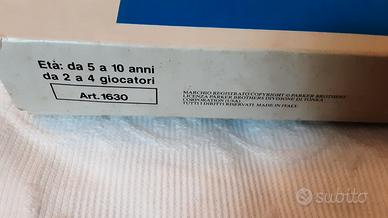 Età: da 5 a 10 anni
da 2 a 4 giocatori
Art. 1630
MARCHIO REGISTRATO COPYRIGHT © PARKER BROTHERS
LICENZA PARKER BROTHERS DIVISIONE DI TONKA
CORPORATION (USA)
TUTTI I DIRITTI RISERVATI. MADE IN ITALY
subito